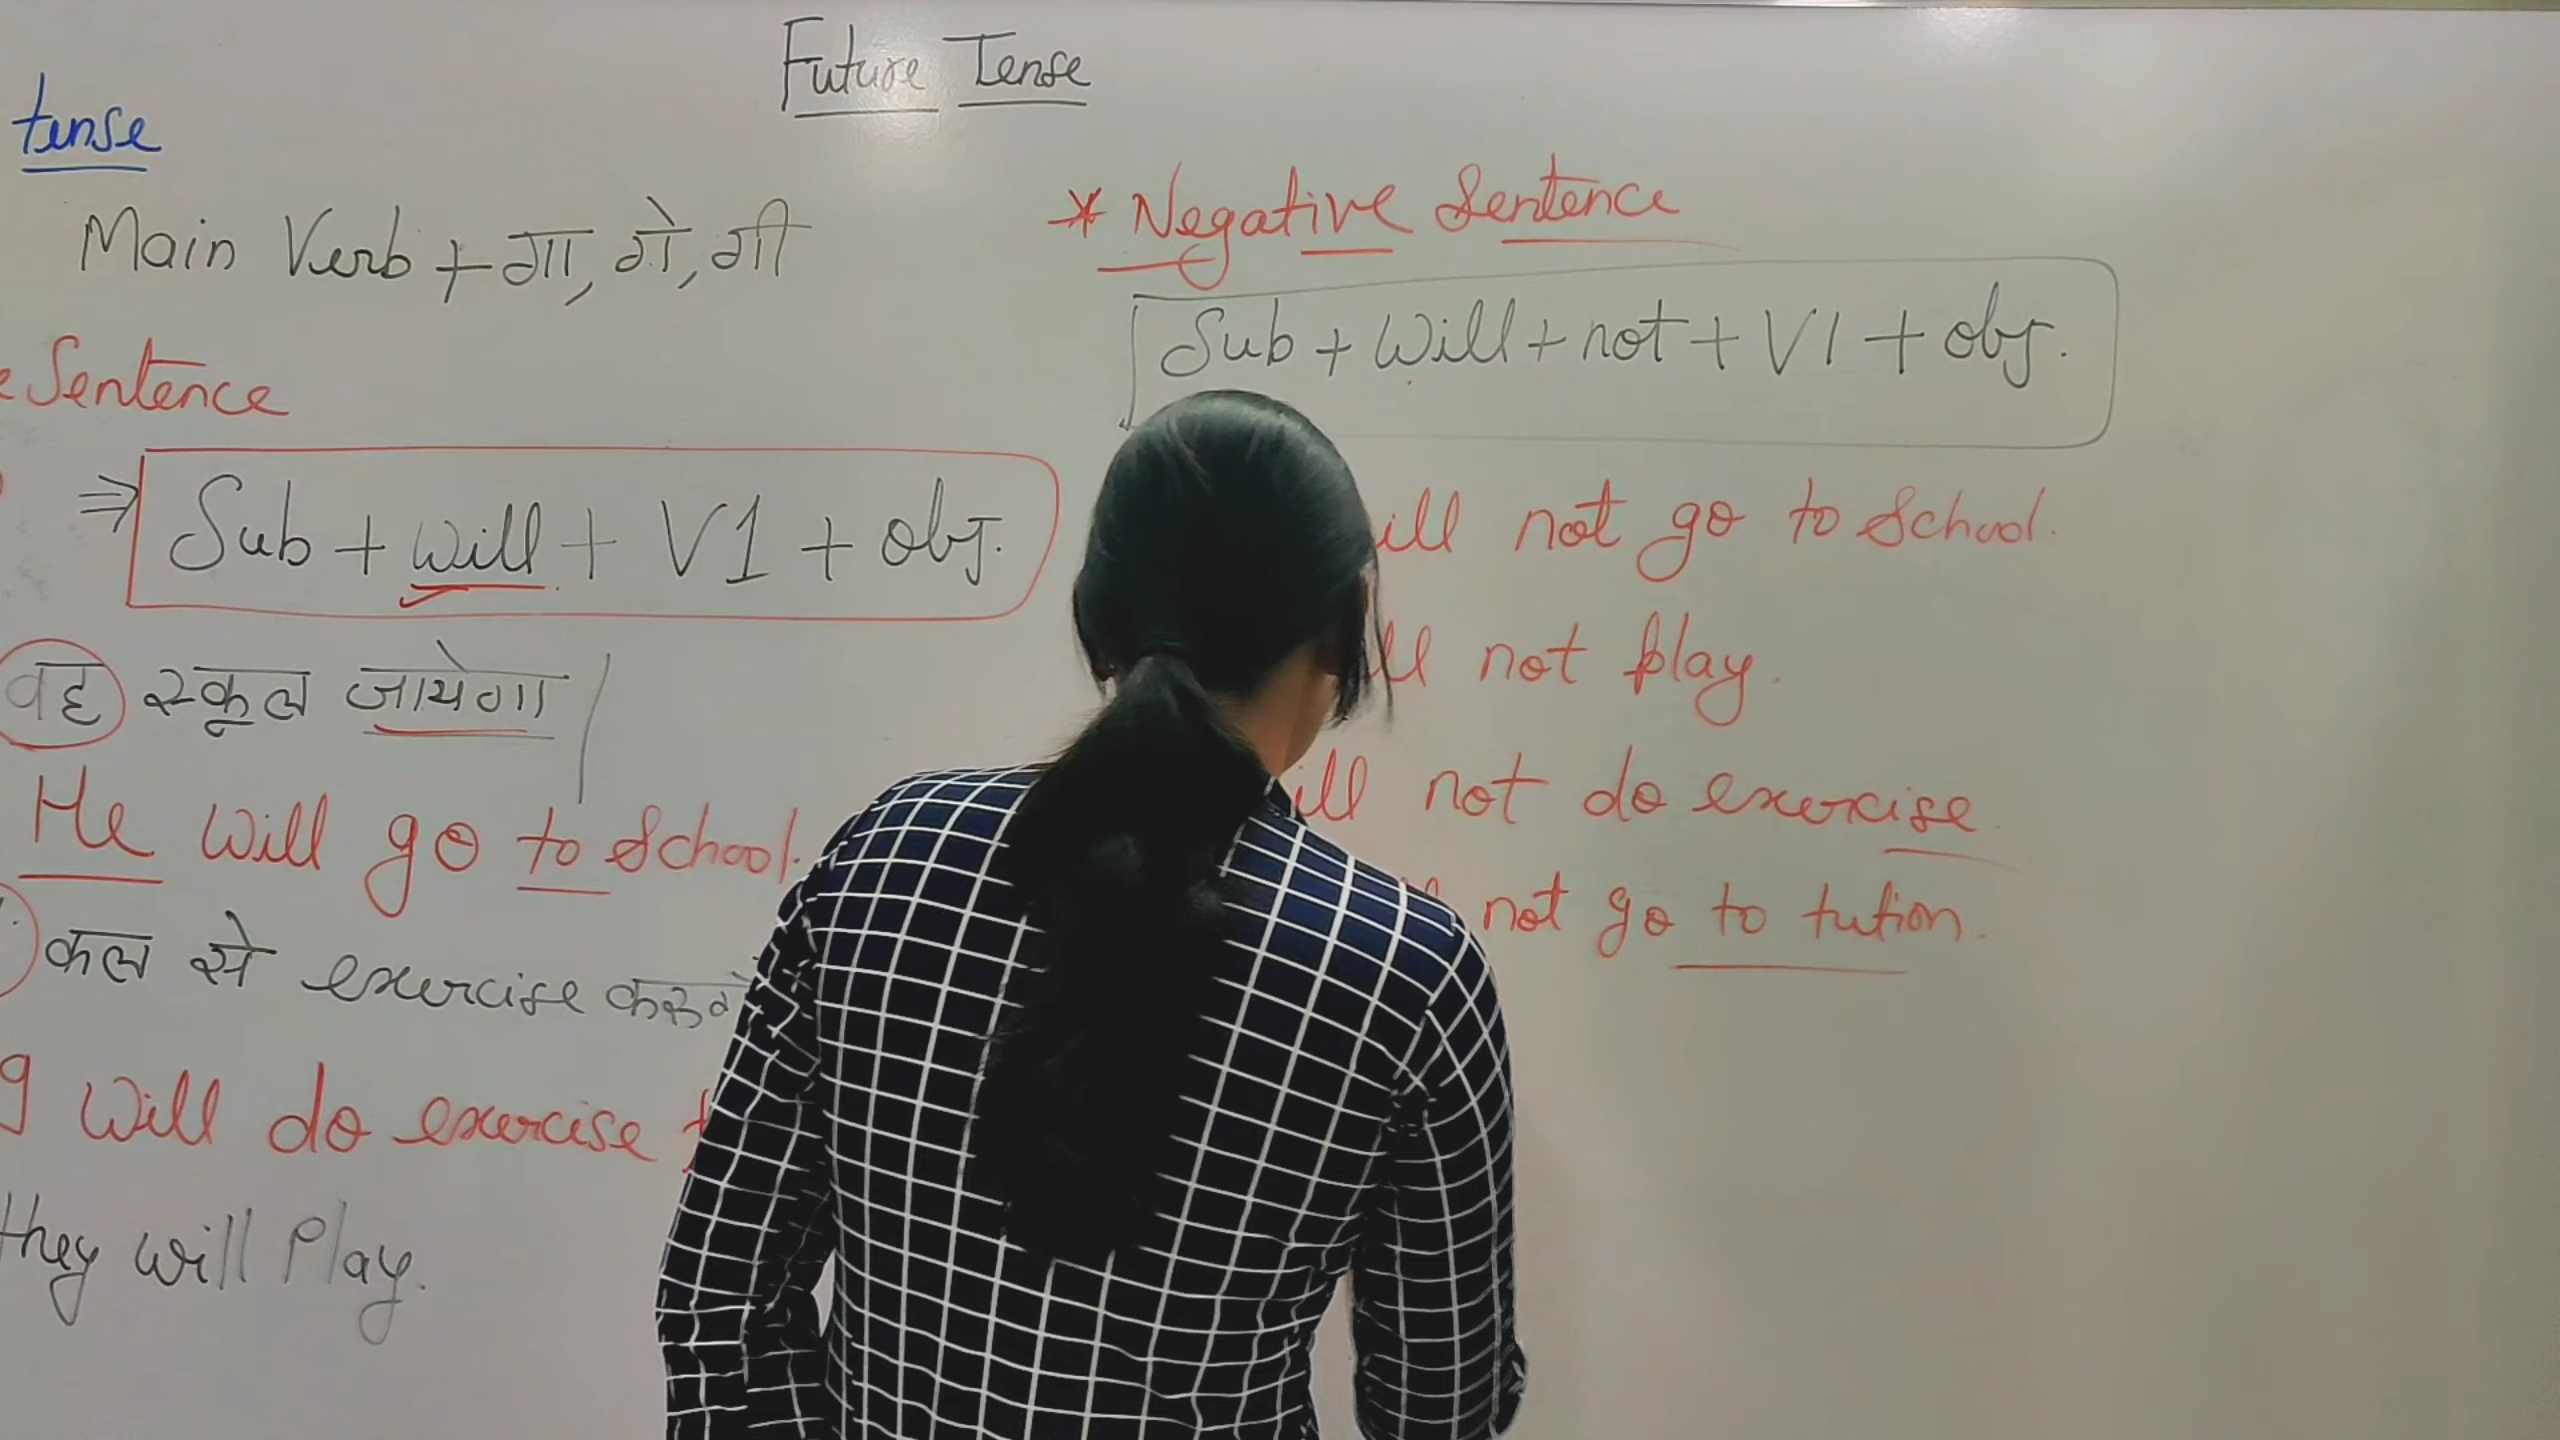 Future Tense
tense
Main Verb + गा, गे, गी
Sentence
⇒ Sub + will + V1 + obj.
वह स्कूल जायेगा
He will go to School.
कल से exercise
I will do exercise
they will Play.
* Negative Sentence
Sub + Will + not + V1 + obj.
not go to School.
not play.
not do exercise.
not go to tution.